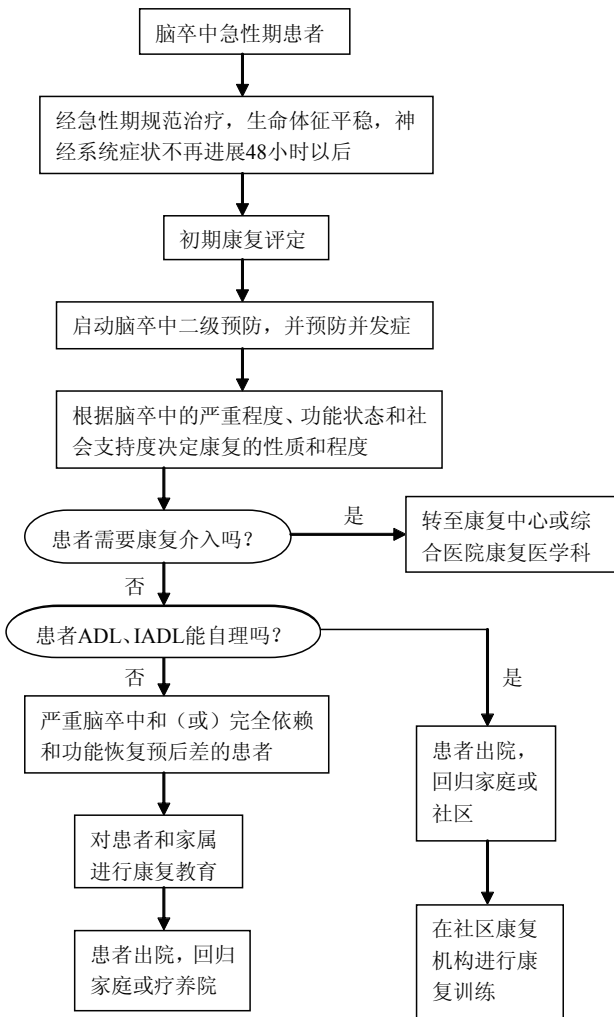 脑卒中急性期患者
经急性期规范治疗，生命体征平稳，神
经系统症状不再进展48小时以后
初期康复评定
启动脑卒中二级预防，并预防并发症
根据脑卒中的严重程度、功能状态和社
会支持度决定康复的性质和程度
患者需要康复介入吗？
是
转至康复中心或综
合医院康复医学科
否
患者ADL、IADL能自理吗？
否
是
严重脑卒中和（或）完全依赖
和功能恢复预后差的患者
患者出院，
回归家庭或
社区
对患者和家属
进行康复教育
患者出院，回归
家庭或疗养院
在社区康复
机构进行康
复训练